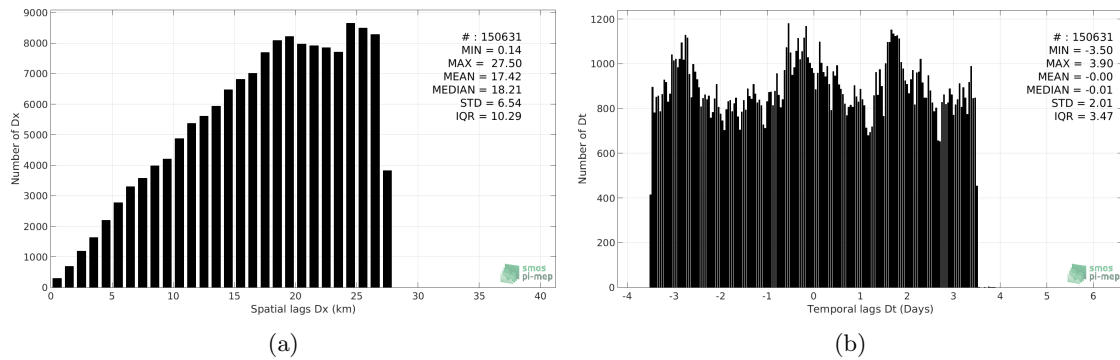 9000
8000
7000
6000
5000
4000
3000
2000
1000
0
Number of Dx
# : 150631
MIN = 0.14
MAX = 27.50
MEAN = 17.42
MEDIAN = 18.21
STD = 6.54
IQR = 10.29
smos
pi-mep
0 5 10 15 20 25 30 35 40
Spatial lags Dx (km)
(a)
1200
1000
800
600
400
200
0
Number of Dt
# : 150631
MIN = -3.50
MAX = 3.90
MEAN = -0.00
MEDIAN = -0.01
STD = 2.01
IQR = 3.47
smos
pi-mep
-4 -3 -2 -1 0 1 2 3 4 5 6
Temporal lags Dt (Days)
(b)